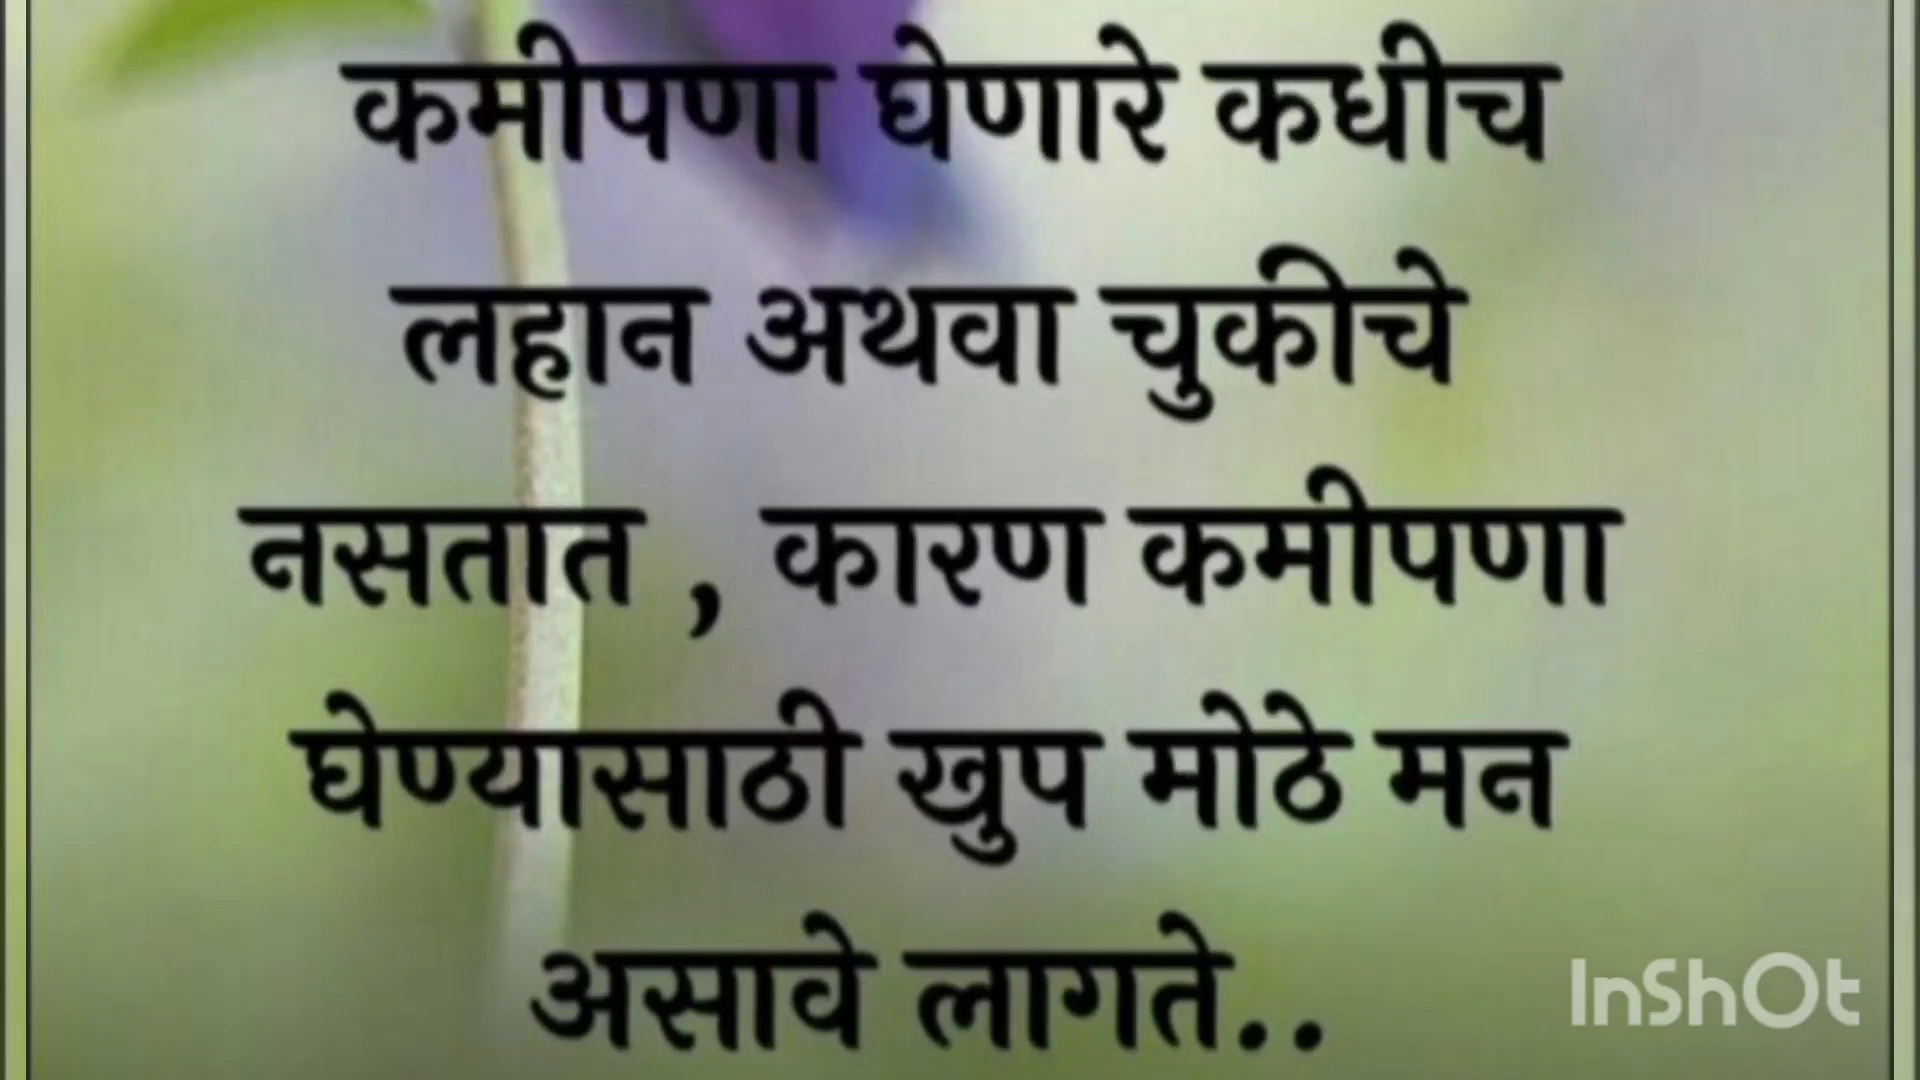 कमीपणा घेणारे कधीच
लहान अथवा चुकीचे
नसतात , कारण कमीपणा
घेण्यासाठी खुप मोठे मन
असावे लागते..
InShOt